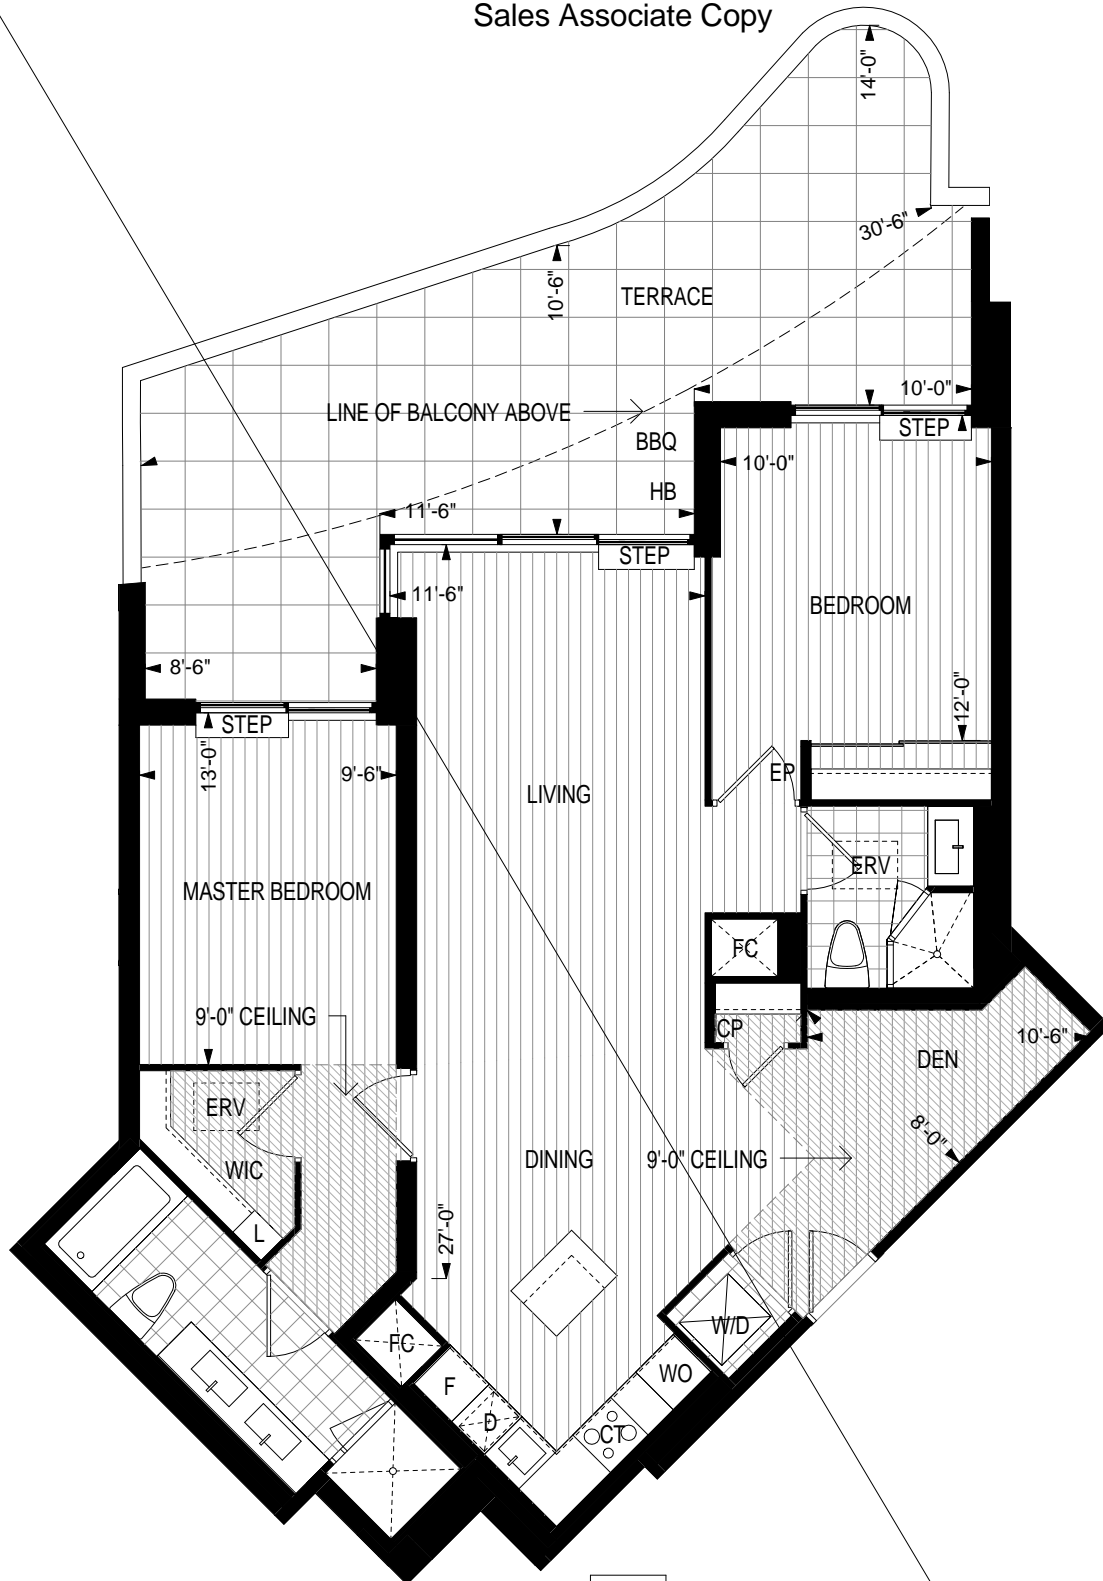 Sales Associate Copy
14'-0"
30'-6"
10'-6"
TERRACE
10'-0"
LINE OF BALCONY ABOVE
STEP
BBQ
10'-0"
HB
11'-6"
STEP
11'-6"
BEDROOM
8'-6"
12'-0"
STEP
13'-0"
9'-6"
EP
LIVING
ERV
MASTER BEDROOM
FC
9'-0" CEILING
CP
10'-6"
DEN
ERV
8'-0"
WIC
DINING
9'-0" CEILING
L
27'-0"
W/D
FC
F
WO
D
CT